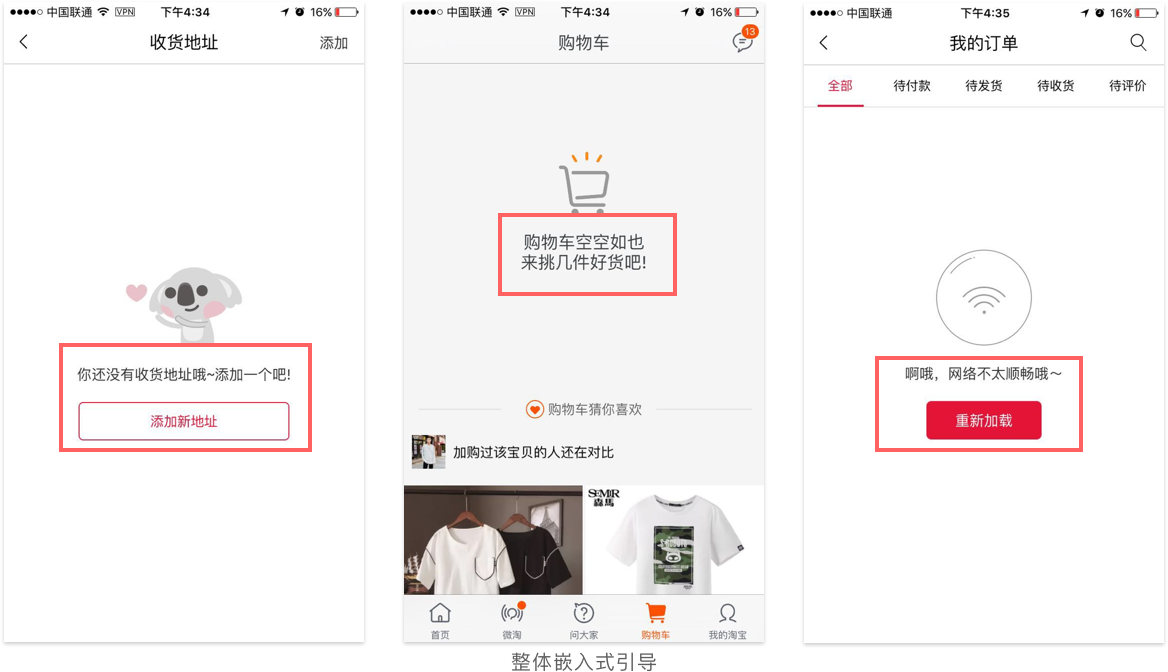 中国联通 VPN 下午4:34 16%
收货地址 添加
你还没有收货地址哦~添加一个吧!
添加新地址
中国联通 VPN 下午4:34 16%
购物车 13
购物车空空如也
来挑几件好货吧!
购物车猜你喜欢
加购过该宝贝的人还在对比
SEMIR
森馬
首页 微淘 问大家 购物车 我的淘宝
中国联通 下午4:35 16%
我的订单
全部 待付款 待发货 待收货 待评价
啊哦，网络不太顺畅哦～
重新加载
整体嵌入式引导